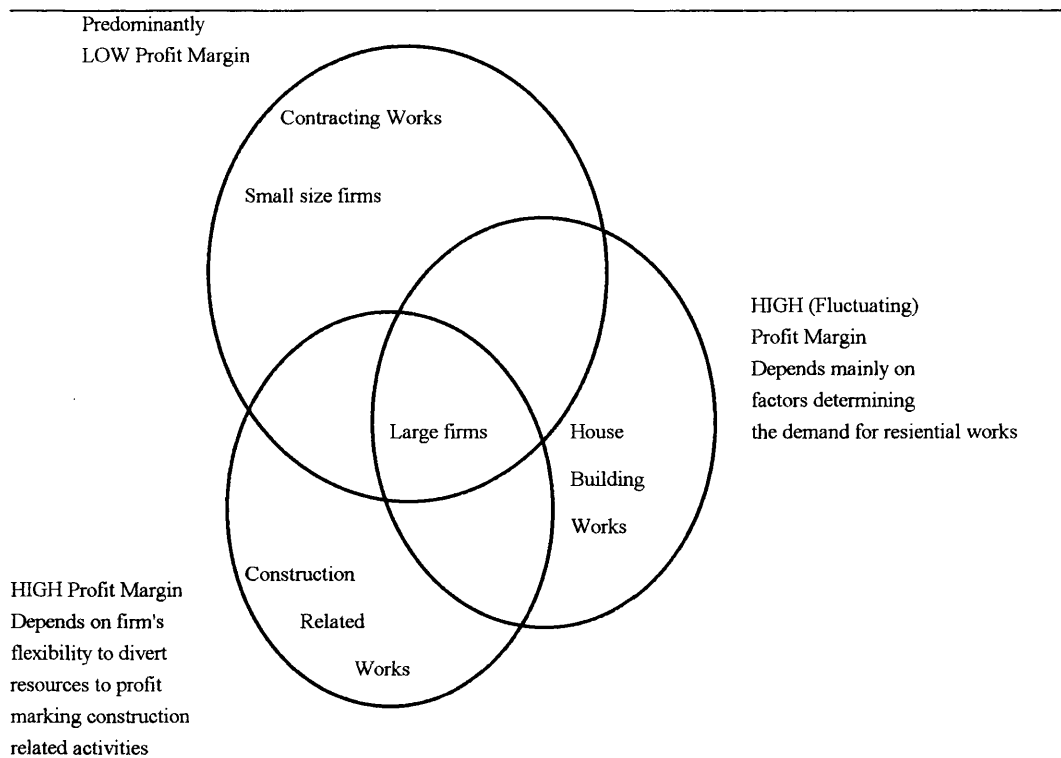 Predominantly
LOW Profit Margin
Contracting Works
Small size firms
HIGH (Fluctuating)
Profit Margin
Depends mainly on
factors determining
the demand for resiential works
Large firms
House
Building
Works
Construction
Related
Works
HIGH Profit Margin
Depends on firm's
flexibility to divert
resources to profit
marking construction
related activities